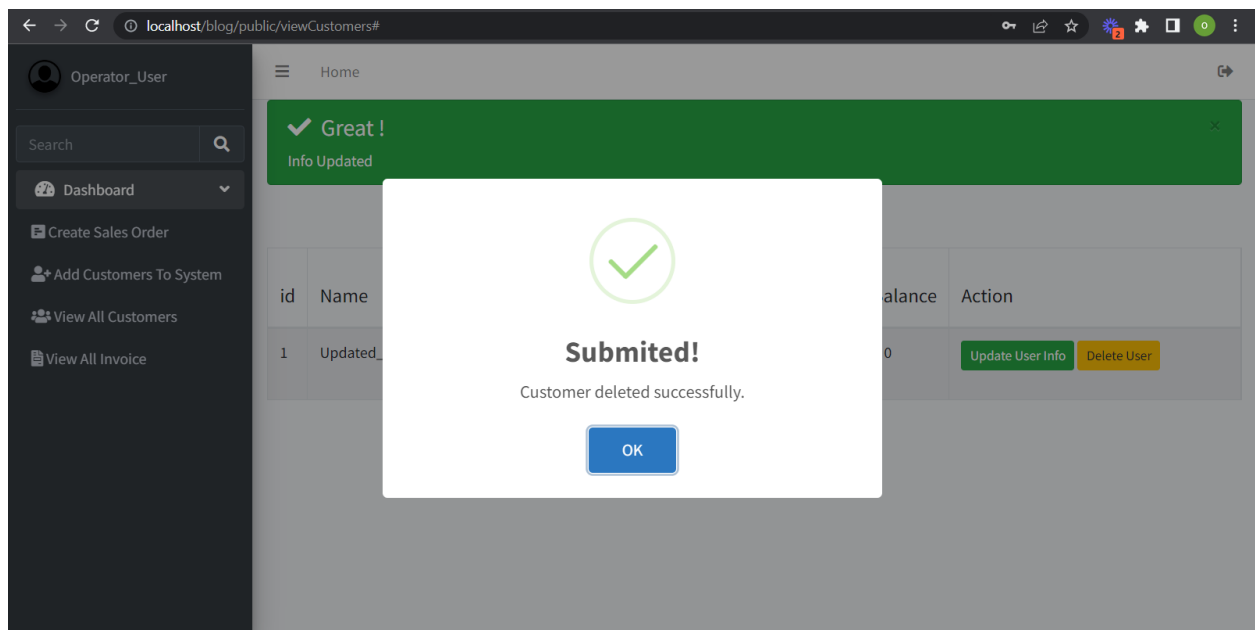 localhost/blog/public/viewCustomers#
2
o
Operator_User
Home
Search
Great !
×
Info Updated
Dashboard
Create Sales Order
Add Customers To System
View All Customers
View All Invoice
id Name alance Action
1 Updated_ 0 Update User Info Delete User
Submited!
Customer deleted successfully.
OK